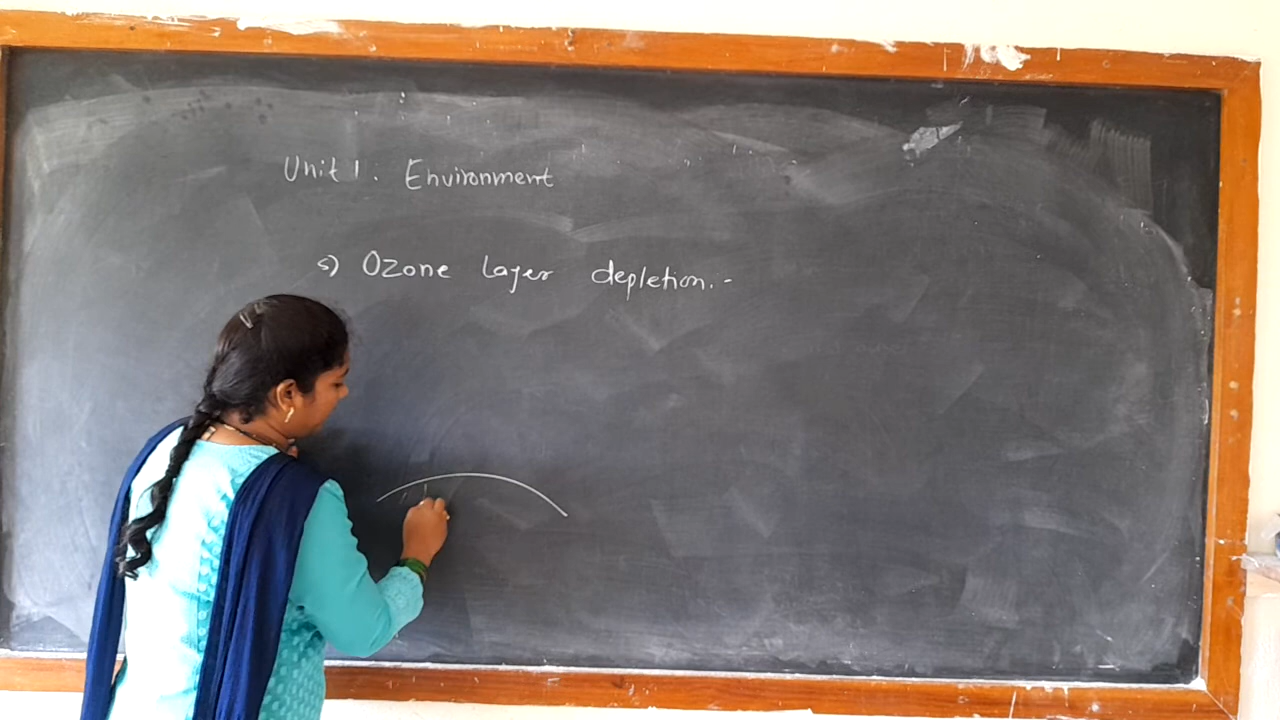 Unit 1. Environment
5) Ozone layer depletion.-